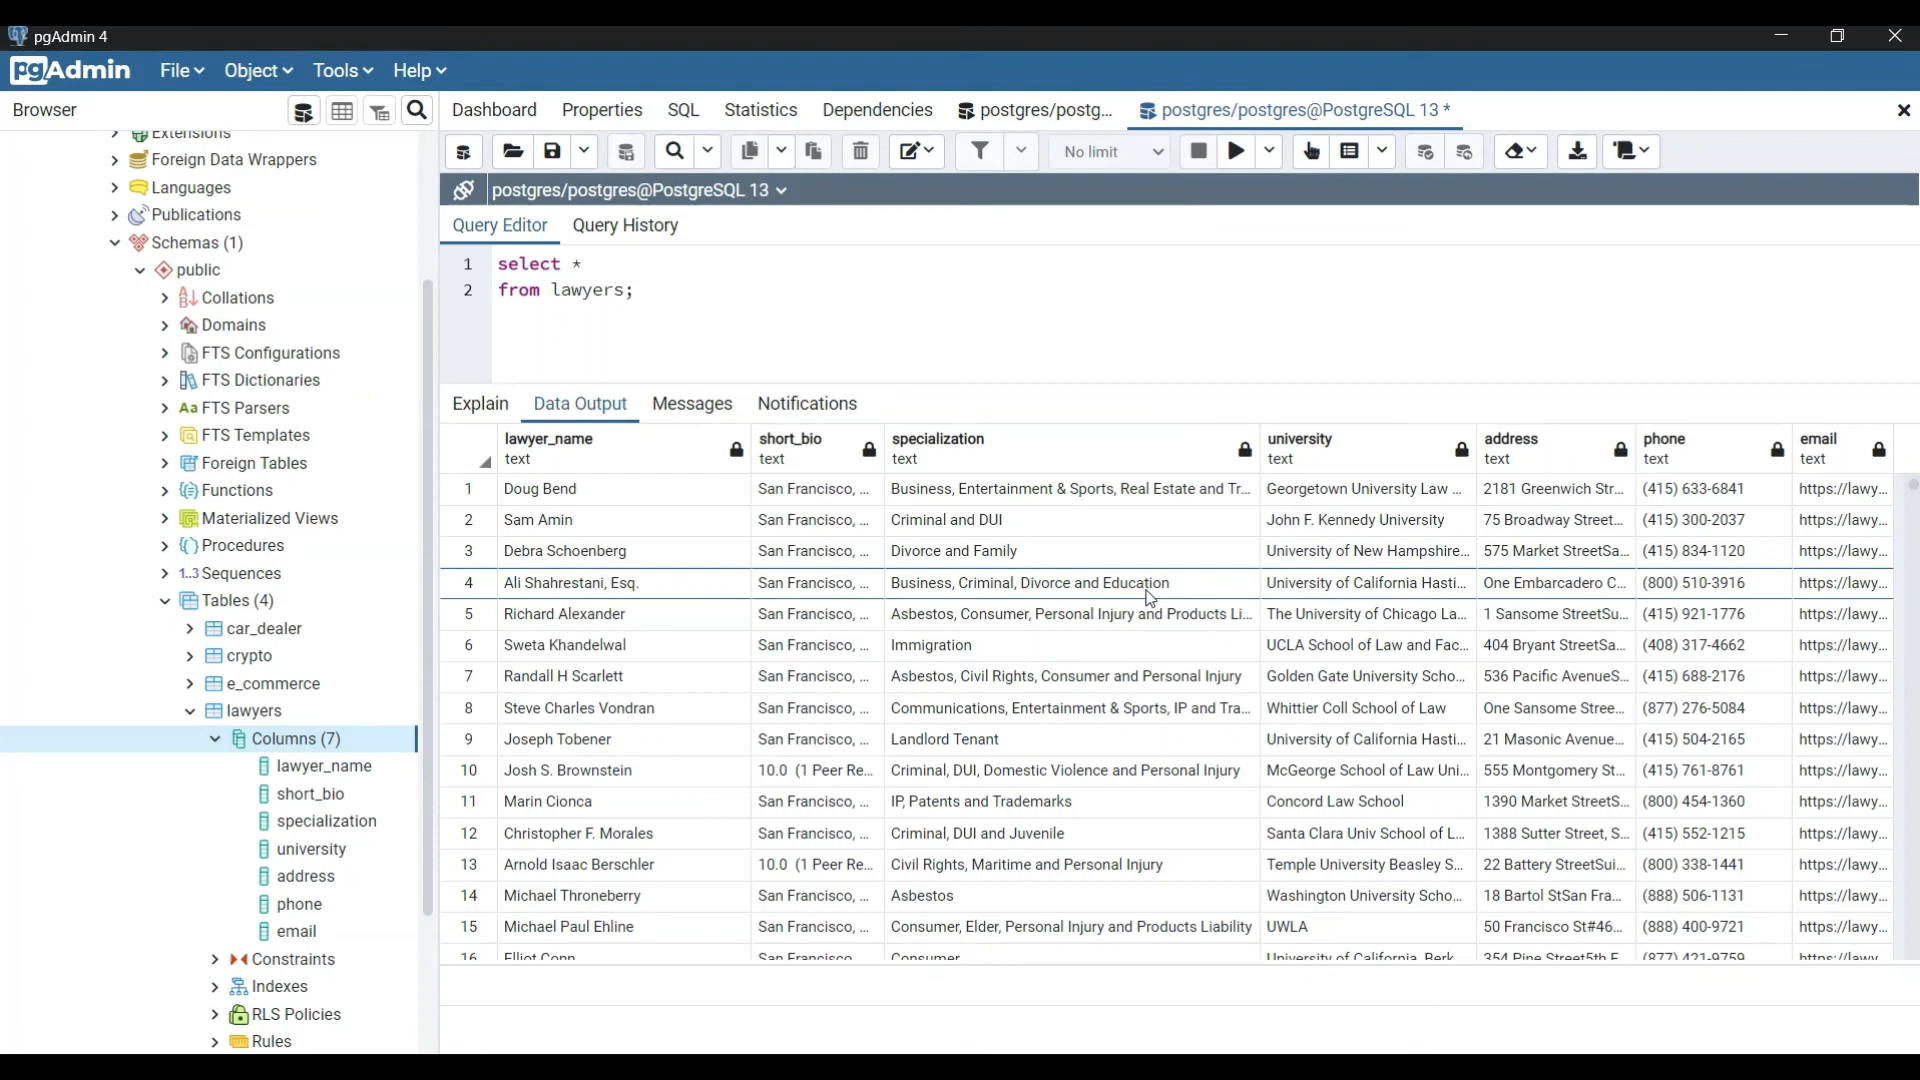 pgAdmin 4
pgAdmin File Object Tools Help
Browser
Dashboard Properties SQL Statistics Dependencies postgres/postg... postgres/postgres@PostgreSQL 13 *
No limit
postgres/postgres@PostgreSQL 13
Query Editor Query History
1 select *
2 from lawyers;
Extensions
Foreign Data Wrappers
Languages
Publications
Schemas (1)
public
Collations
Domains
FTS Configurations
FTS Dictionaries
Aa FTS Parsers
FTS Templates
Foreign Tables
Functions
Materialized Views
Procedures
1..3 Sequences
Tables (4)
car_dealer
crypto
e_commerce
lawyers
Columns (7)
lawyer_name
short_bio
specialization
university
address
phone
email
Constraints
Indexes
RLS Policies
Rules
Explain Data Output Messages Notifications
lawyer_name short_bio specialization university address phone email
text text text text text text text
1 Doug Bend San Francisco, ... Business, Entertainment & Sports, Real Estate and Tr... Georgetown University Law ... 2181 Greenwich Str... (415) 633-6841 https://lawy...
2 Sam Amin San Francisco, ... Criminal and DUI John F. Kennedy University 75 Broadway Street... (415) 300-2037 https://lawy...
3 Debra Schoenberg San Francisco, ... Divorce and Family University of New Hampshire... 575 Market StreetSa... (415) 834-1120 https://lawy...
4 Ali Shahrestani, Esq. San Francisco, ... Business, Criminal, Divorce and Education University of California Hasti... One Embarcadero C... (800) 510-3916 https://lawy...
5 Richard Alexander San Francisco, ... Asbestos, Consumer, Personal Injury and Products Li... The University of Chicago La... 1 Sansome StreetSu... (415) 921-1776 https://lawy...
6 Sweta Khandelwal San Francisco, ... Immigration UCLA School of Law and Fac... 404 Bryant StreetSa... (408) 317-4662 https://lawy...
7 Randall H Scarlett San Francisco, ... Asbestos, Civil Rights, Consumer and Personal Injury Golden Gate University Scho... 536 Pacific AvenueS... (415) 688-2176 https://lawy...
8 Steve Charles Vondran San Francisco, ... Communications, Entertainment & Sports, IP and Tra... Whittier Coll School of Law One Sansome Stree... (877) 276-5084 https://lawy...
9 Joseph Tobener San Francisco, ... Landlord Tenant University of California Hasti... 21 Masonic Avenue... (415) 504-2165 https://lawy...
10 Josh S. Brownstein 10.0 (1 Peer Re... Criminal, DUI, Domestic Violence and Personal Injury McGeorge School of Law Uni... 555 Montgomery St... (415) 761-8761 https://lawy...
11 Marin Cionca San Francisco, ... IP, Patents and Trademarks Concord Law School 1390 Market StreetS... (800) 454-1360 https://lawy...
12 Christopher F. Morales San Francisco, ... Criminal, DUI and Juvenile Santa Clara Univ School of L... 1388 Sutter Street, S... (415) 552-1215 https://lawy...
13 Arnold Isaac Berschler 10.0 (1 Peer Re... Civil Rights, Maritime and Personal Injury Temple University Beasley S... 22 Battery StreetSui... (800) 338-1441 https://lawy...
14 Michael Throneberry San Francisco, ... Asbestos Washington University Scho... 18 Bartol StSan Fra... (888) 506-1131 https://lawy...
15 Michael Paul Ehline San Francisco, ... Consumer, Elder, Personal Injury and Products Liability UWLA 50 Francisco St#46... (888) 400-9721 https://lawy...
16 Elliot Conn San Francisco Consumer University of California, Berk 354 Pine Street5th F (877) 421-9759 https://lawy...